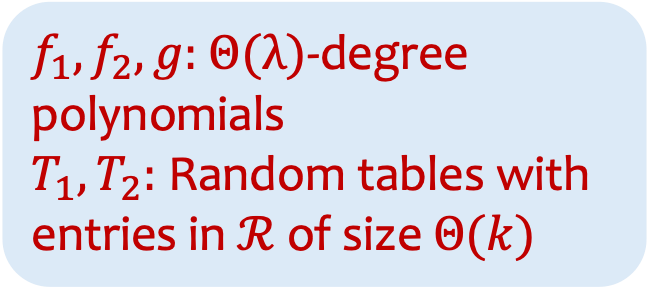 f₁, f₂, g: Θ(λ)-degree
polynomials
T₁, T₂: Random tables with
entries in ℛ of size Θ(k)